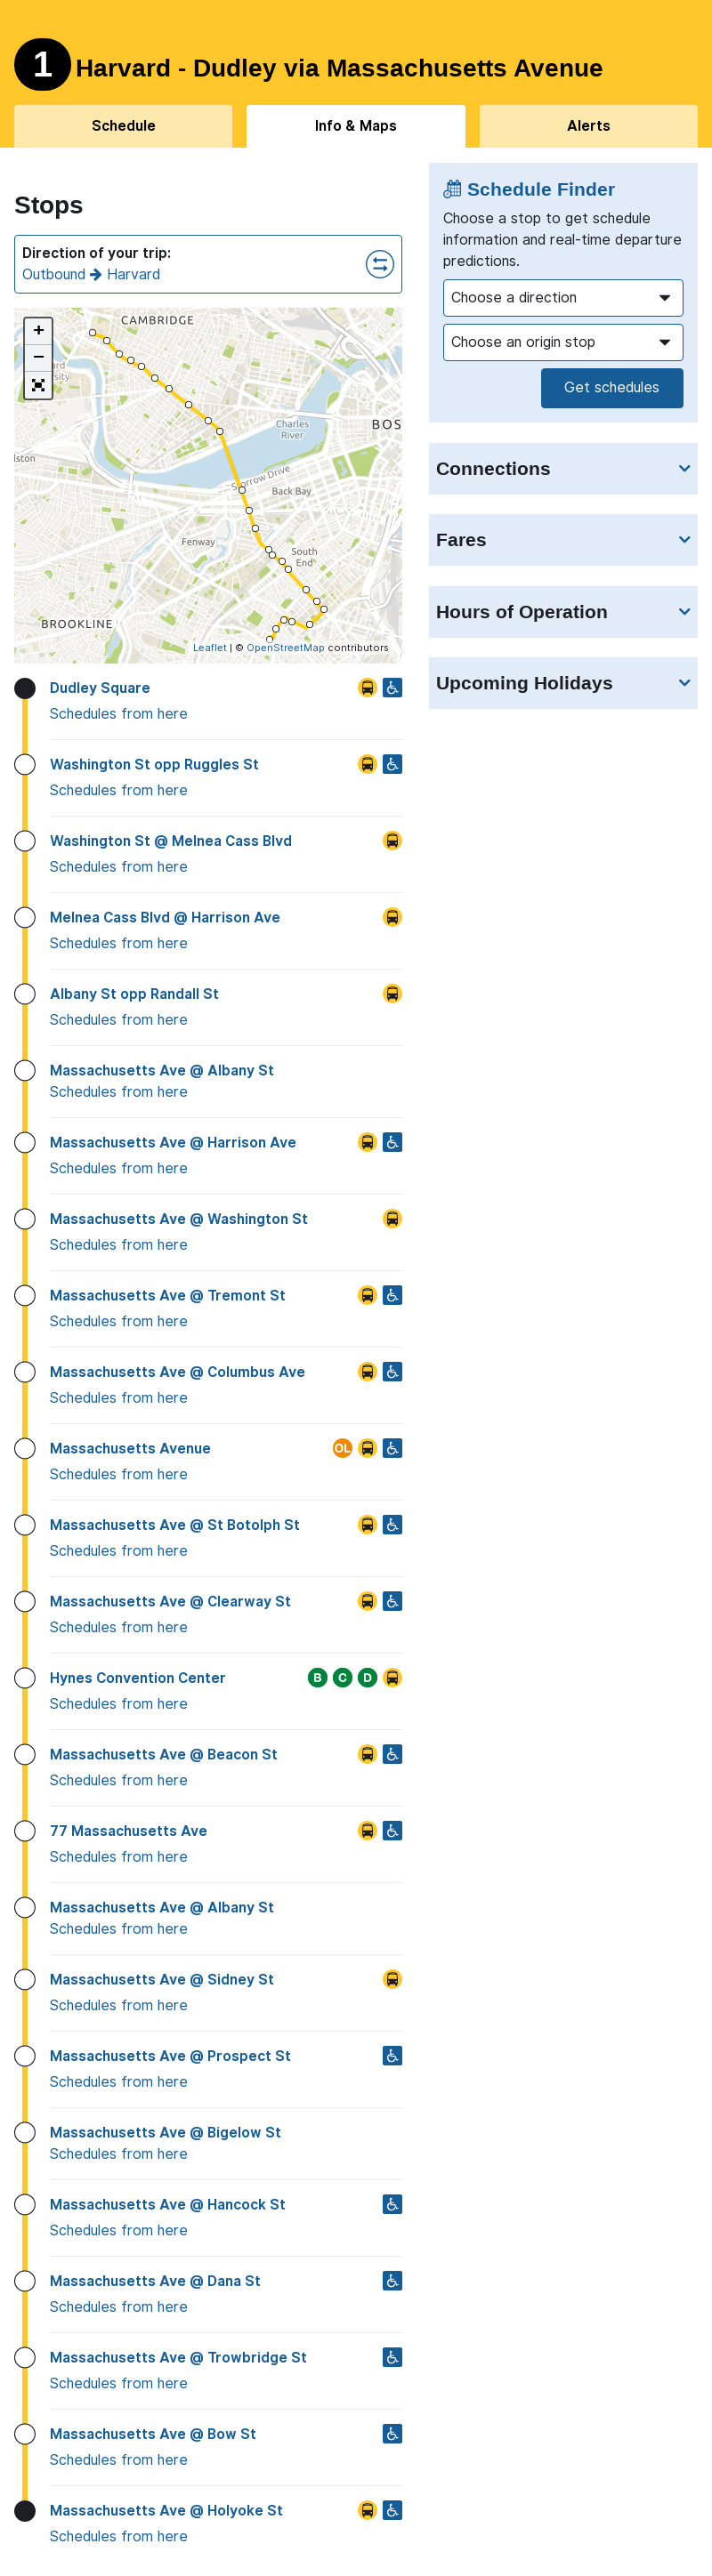 1 Harvard - Dudley via Massachusetts Avenue
Schedule
Info & Maps
Alerts
Stops
Direction of your trip:
Outbound → Harvard
+
−
CAMBRIDGE
BOS
Charles
River
lston
Storrow Drive
Back Bay
Fenway
South
End
BROOKLINE
Leaflet | © OpenStreetMap contributors
Dudley Square
Schedules from here
Washington St opp Ruggles St
Schedules from here
Washington St @ Melnea Cass Blvd
Schedules from here
Melnea Cass Blvd @ Harrison Ave
Schedules from here
Albany St opp Randall St
Schedules from here
Massachusetts Ave @ Albany St
Schedules from here
Massachusetts Ave @ Harrison Ave
Schedules from here
Massachusetts Ave @ Washington St
Schedules from here
Massachusetts Ave @ Tremont St
Schedules from here
Massachusetts Ave @ Columbus Ave
Schedules from here
Massachusetts Avenue OL
Schedules from here
Massachusetts Ave @ St Botolph St
Schedules from here
Massachusetts Ave @ Clearway St
Schedules from here
Hynes Convention Center B C D
Schedules from here
Massachusetts Ave @ Beacon St
Schedules from here
77 Massachusetts Ave
Schedules from here
Massachusetts Ave @ Albany St
Schedules from here
Massachusetts Ave @ Sidney St
Schedules from here
Massachusetts Ave @ Prospect St
Schedules from here
Massachusetts Ave @ Bigelow St
Schedules from here
Massachusetts Ave @ Hancock St
Schedules from here
Massachusetts Ave @ Dana St
Schedules from here
Massachusetts Ave @ Trowbridge St
Schedules from here
Massachusetts Ave @ Bow St
Schedules from here
Massachusetts Ave @ Holyoke St
Schedules from here
Schedule Finder
Choose a stop to get schedule
information and real-time departure
predictions.
Choose a direction
Choose an origin stop
Get schedules
Connections
Fares
Hours of Operation
Upcoming Holidays